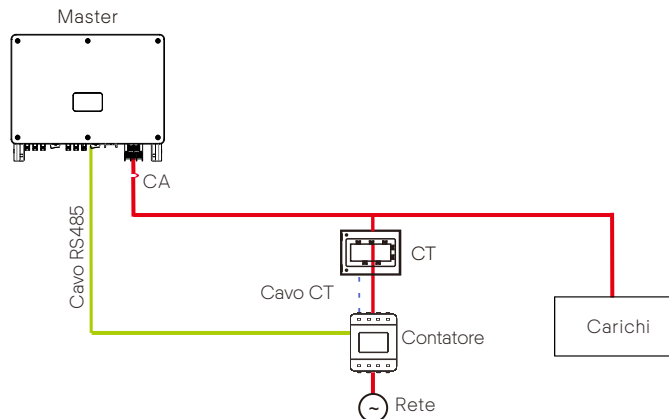 Master
CA
Cavo RS485
CT
Cavo CT
Contatore
Carichi
Rete
~